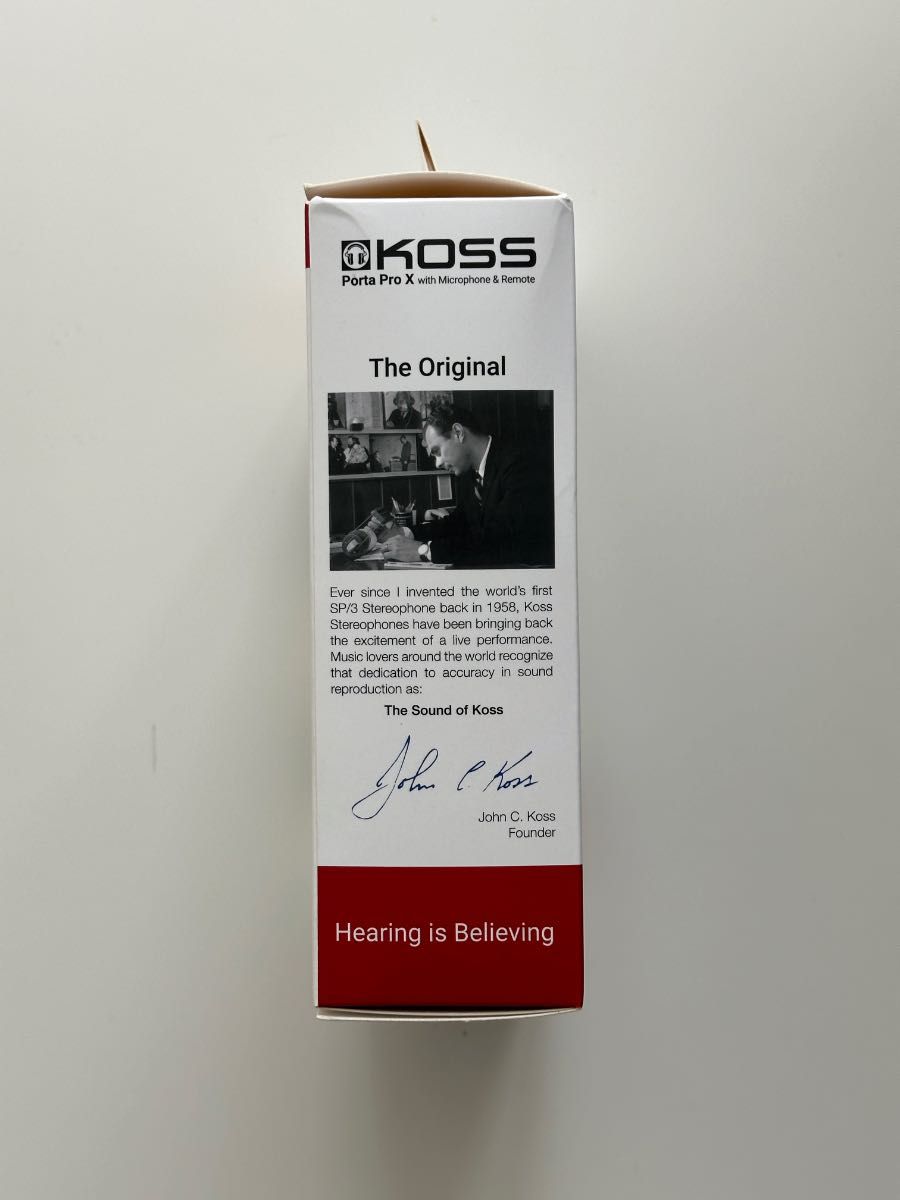 KOSS
Porta Pro X with Microphone & Remote
The Original
Ever since I invented the world's first
SP/3 Stereophone back in 1958, Koss
Stereophones have been bringing back
the excitement of a live performance.
Music lovers around the world recognize
that dedication to accuracy in sound
reproduction as:
The Sound of Koss
John C. Koss
John C. Koss
Founder
Hearing is Believing